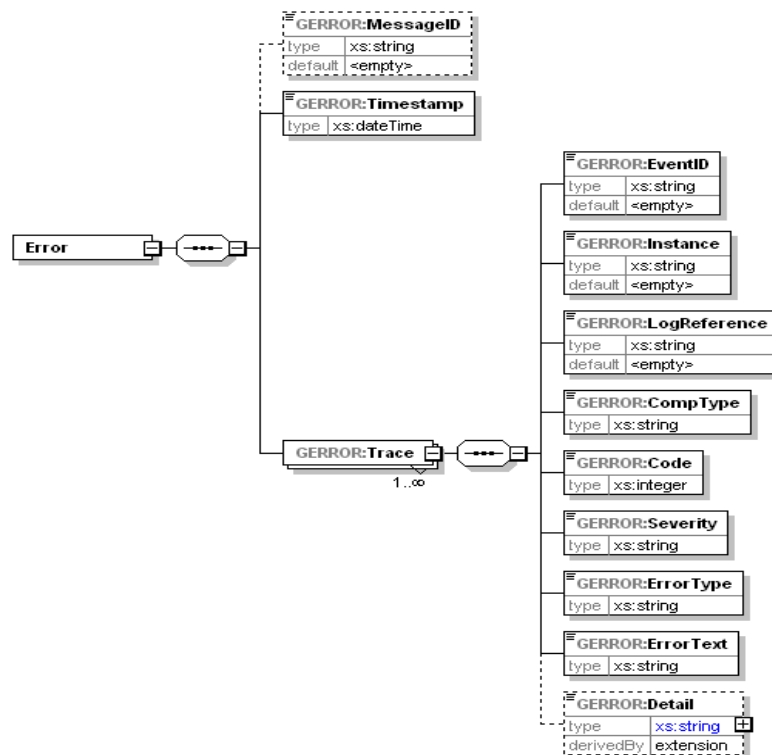 GERROR:MessageID
type xs:string
default <empty>
GERROR:Timestamp
type xs:dateTime
Error
GERROR:Trace
1..∞
GERROR:EventID
type xs:string
default <empty>
GERROR:Instance
type xs:string
default <empty>
GERROR:LogReference
type xs:string
default <empty>
GERROR:CompType
type xs:string
GERROR:Code
type xs:integer
GERROR:Severity
type xs:string
GERROR:ErrorType
type xs:string
GERROR:ErrorText
type xs:string
GERROR:Detail
type xs:string
derivedBy extension